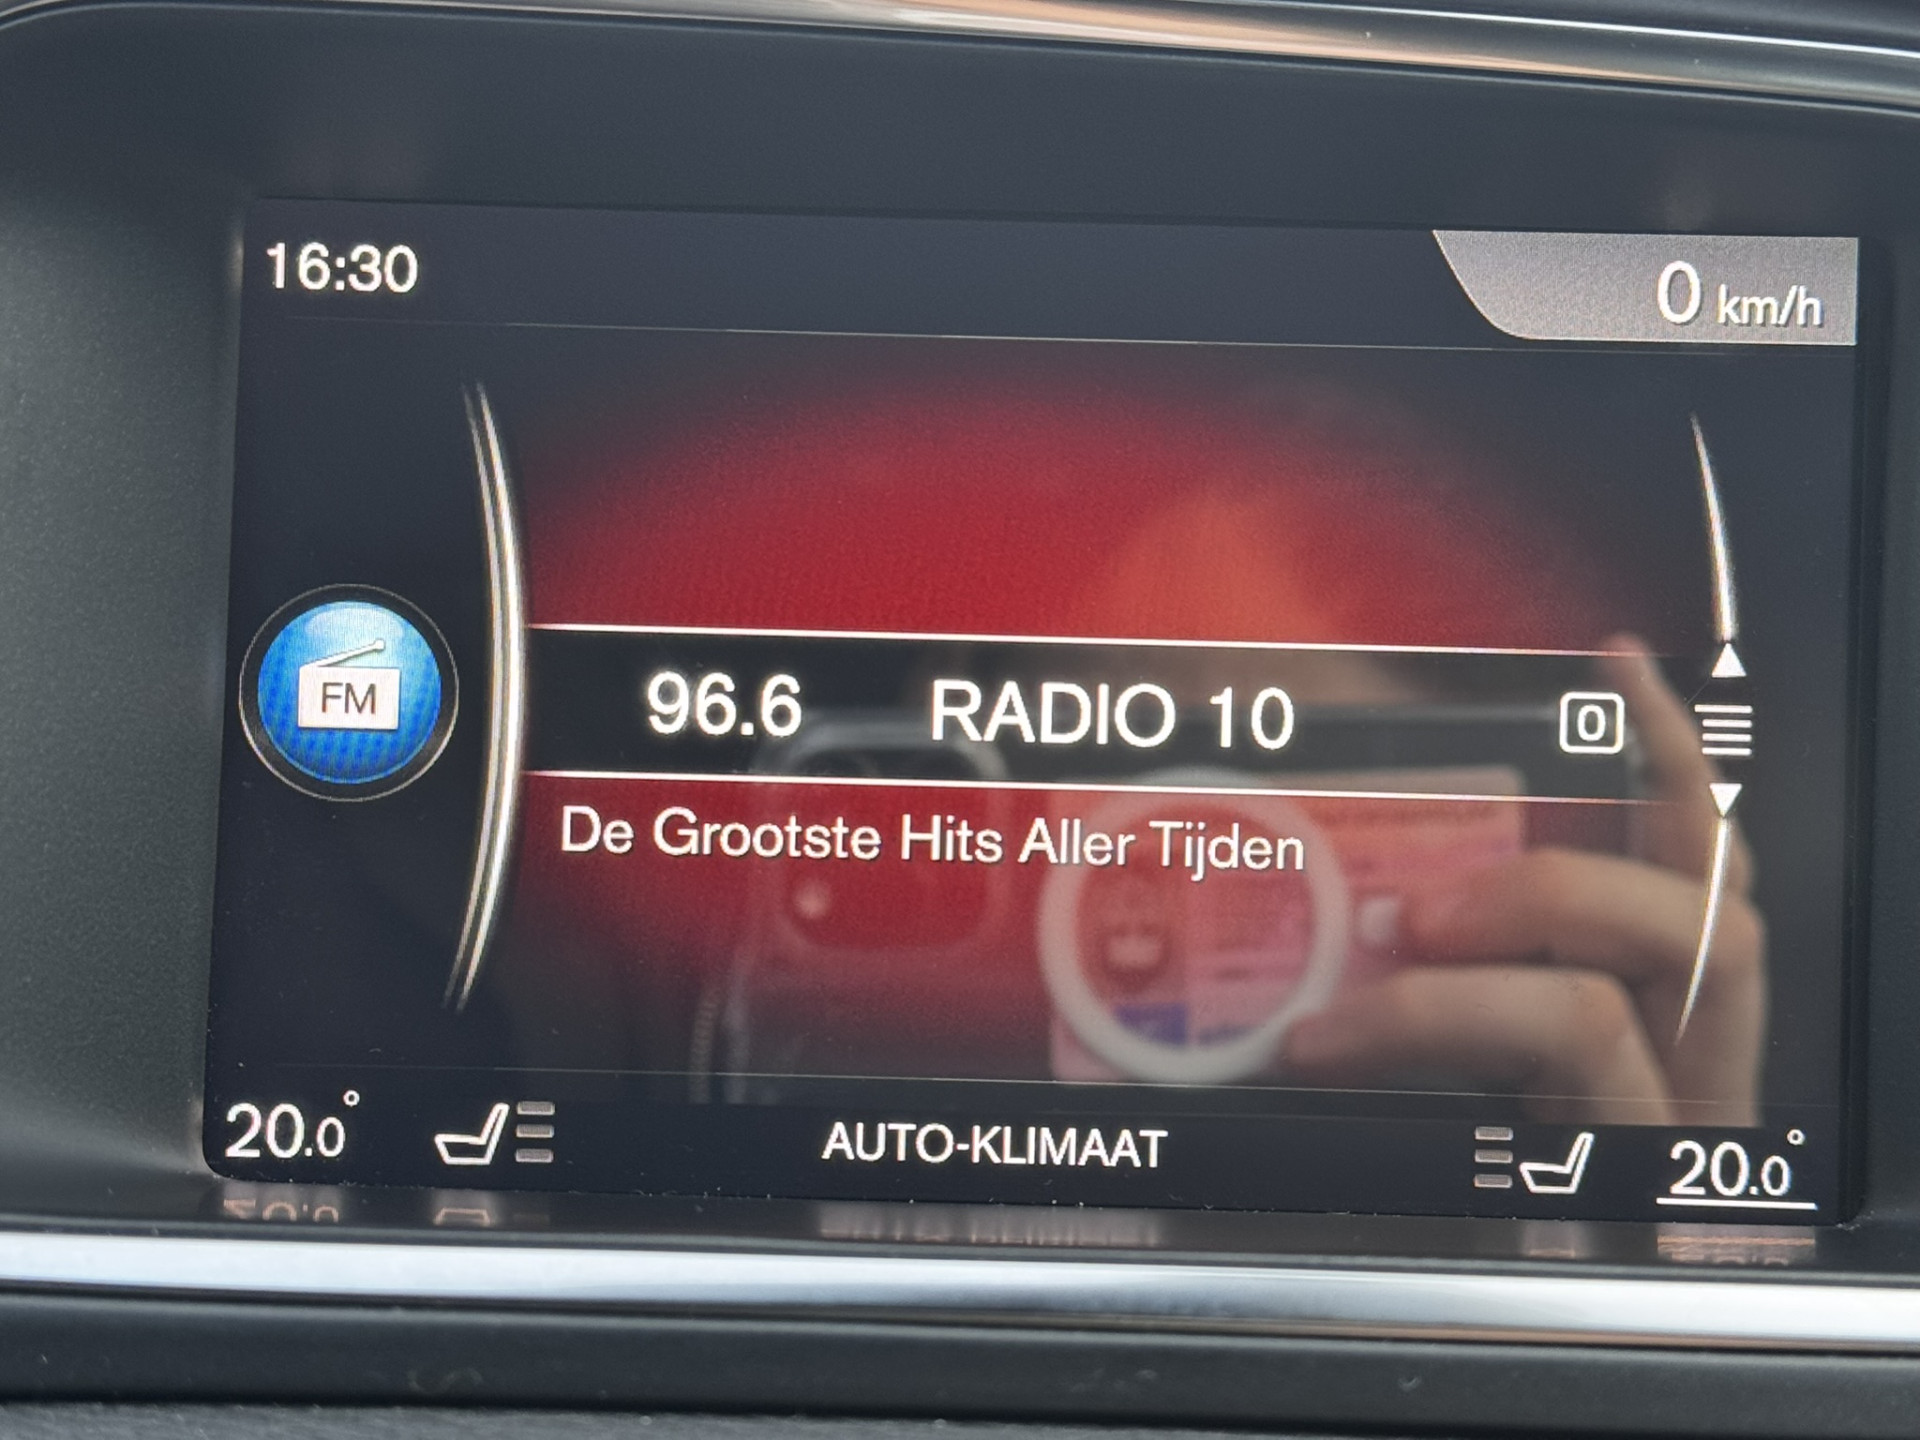 16:30
0 km/h
FM
96.6 RADIO 10 0
De Grootste Hits Aller Tijden
20.0° AUTO-KLIMAAT 20.0°